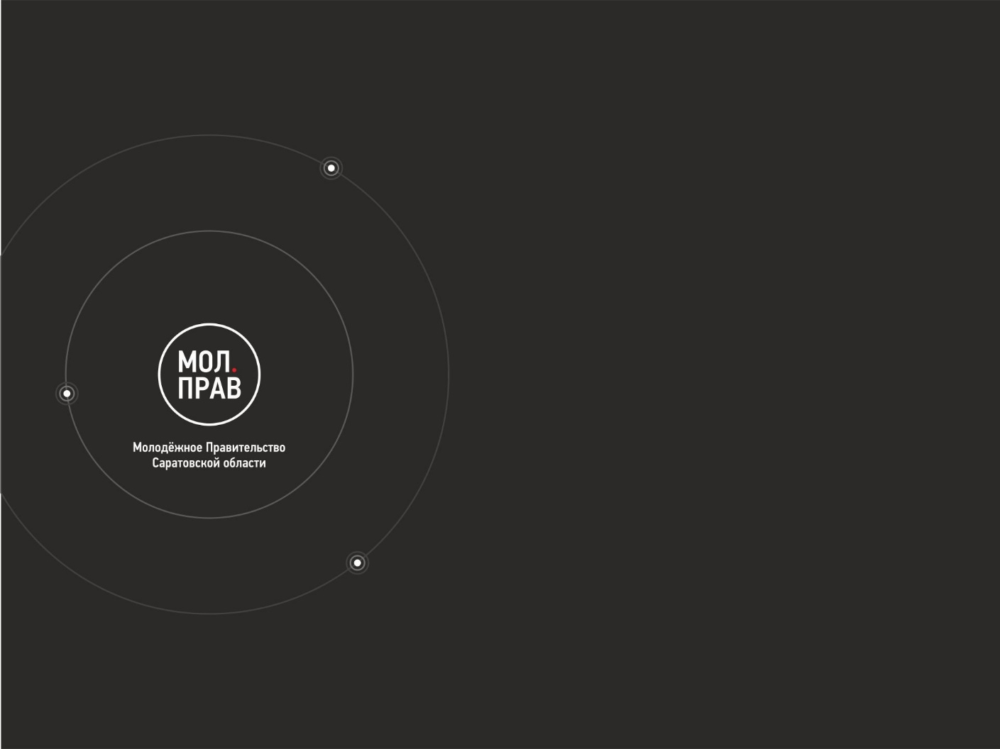 МОЛ.
ПРАВ
Молодёжное Правительство
Саратовской области